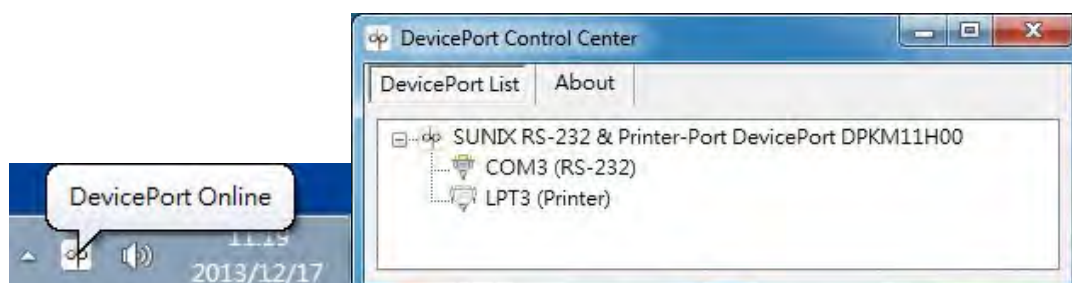 DevicePort Online
11:19
2013/12/17
DevicePort Control Center
DevicePort List
About
SUNIX RS-232 & Printer-Port DevicePort DPKM11H00
COM3 (RS-232)
LPT3 (Printer)